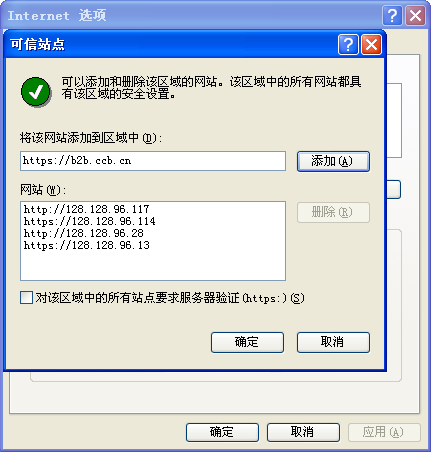 Internet 选项
可信站点
可以添加和删除该区域的网站。该区域中的所有网站都具
有该区域的安全设置。
将该网站添加到区域中(D):
https://b2b.ccb.cn
添加(A)
网站(W):
http://128.128.96.117
https://128.128.96.114
http://128.128.96.28
https://128.128.96.13
删除(R)
对该区域中的所有站点要求服务器验证(https:)(S)
确定
取消
确定
取消
应用(A)